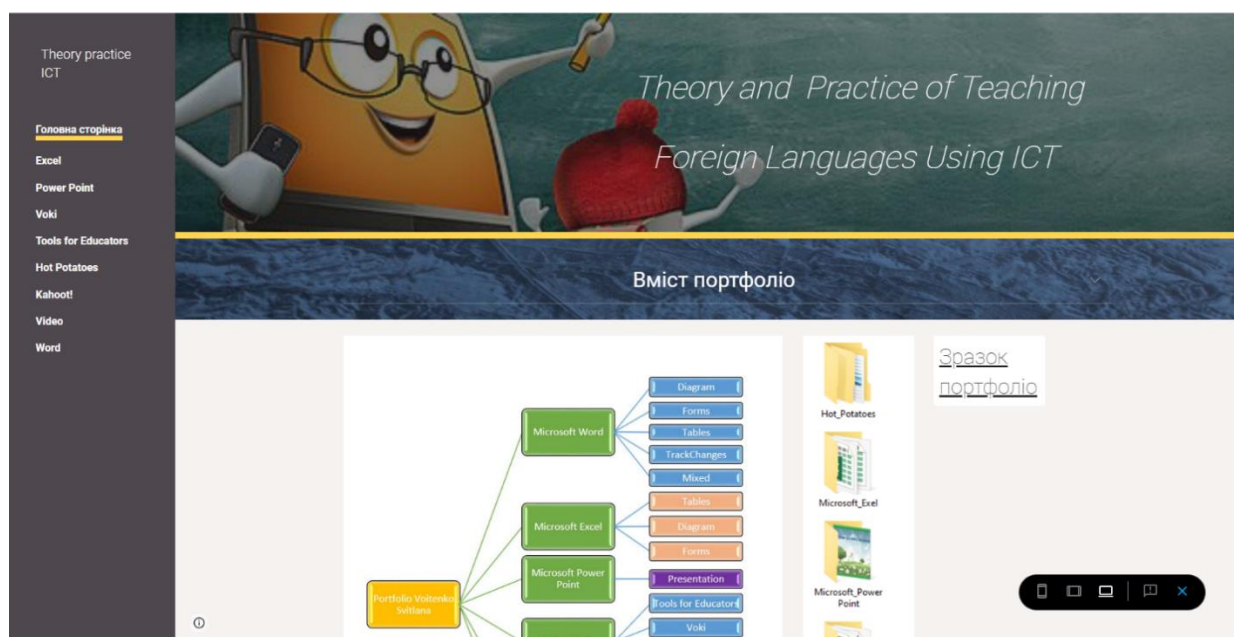 Theory practice
ICT
Головна сторінка
Excel
Power Point
Voki
Tools for Educators
Hot Potatoes
Kahoot!
Video
Word
Theory and Practice of Teaching
Foreign Languages Using ICT
Вміст портфоліо
Portfolio Voitenko
Svitlana
Microsoft Word
Diagram
Forms
Tables
TrackChanges
Mixed
Microsoft Excel
Tables
Diagram
Forms
Microsoft Power
Point
Presentation
Tools for Educators
Voki
Hot_Potatoes
Microsoft_Exel
Microsoft_Power
Point
Зразок
портфоліо